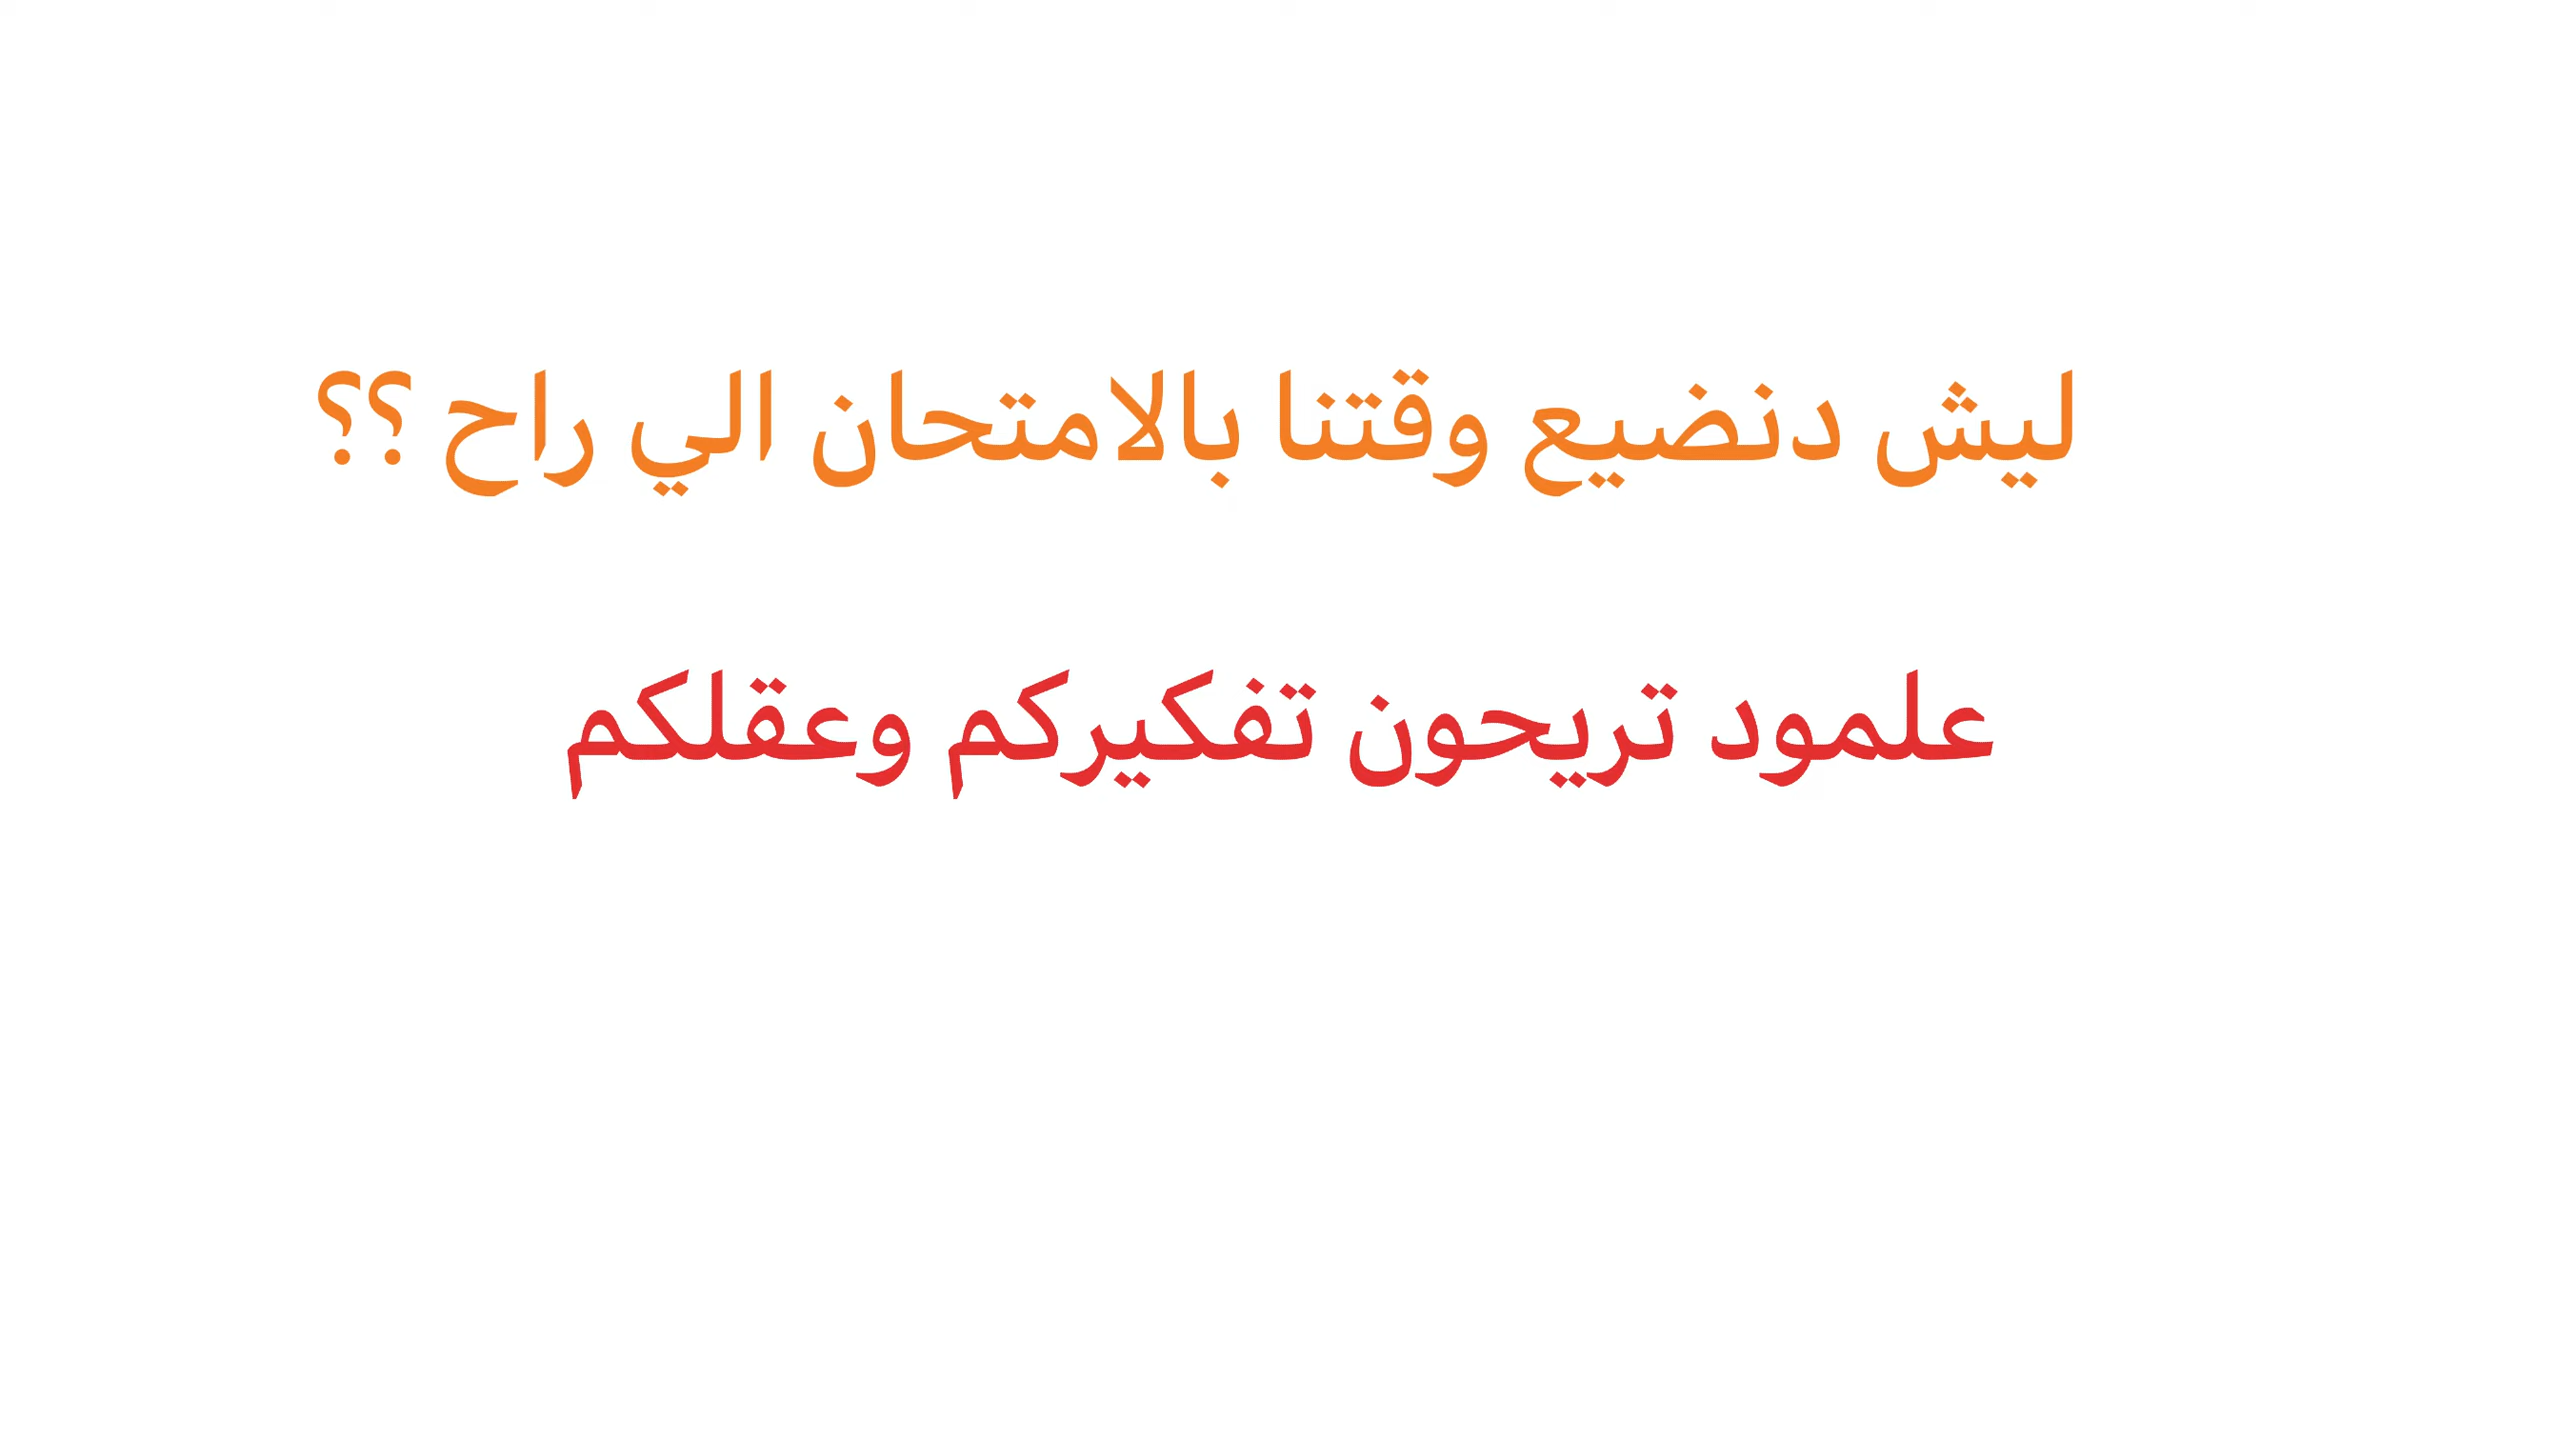 ليش دنضيع وقتنا بالامتحان الي راح ؟؟
علمود تريحون تفكيركم وعقلكم